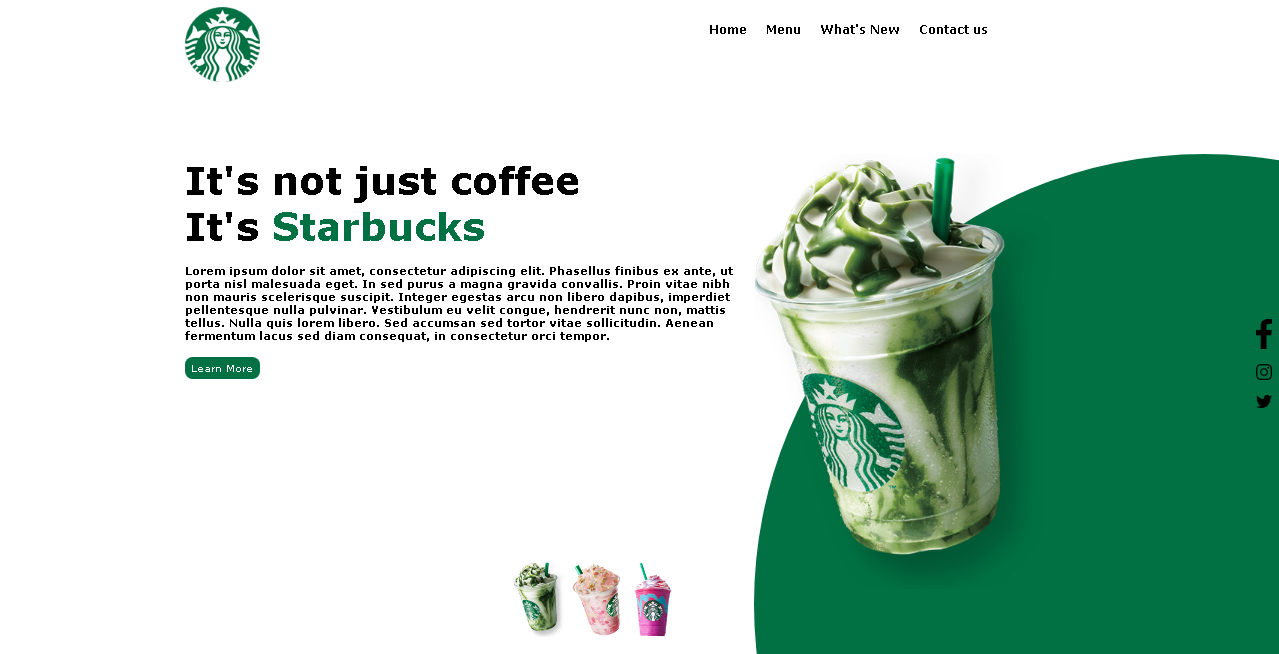 Home Menu What's New Contact us
It's not just coffee
It's Starbucks
Lorem ipsum dolor sit amet, consectetur adipiscing elit. Phasellus finibus ex ante, ut
porta nisl malesuada eget. In sed purus a magna gravida convallis. Proin vitae nibh
non mauris scelerisque suscipit. Integer egestas arcu non libero dapibus, imperdiet
pellentesque nulla pulvinar. Vestibulum eu velit congue, hendrerit nunc non, mattis
tellus. Nulla quis lorem libero. Sed accumsan sed tortor vitae sollicitudin. Aenean
fermentum lacus sed diam consequat, in consectetur orci tempor.
Learn More